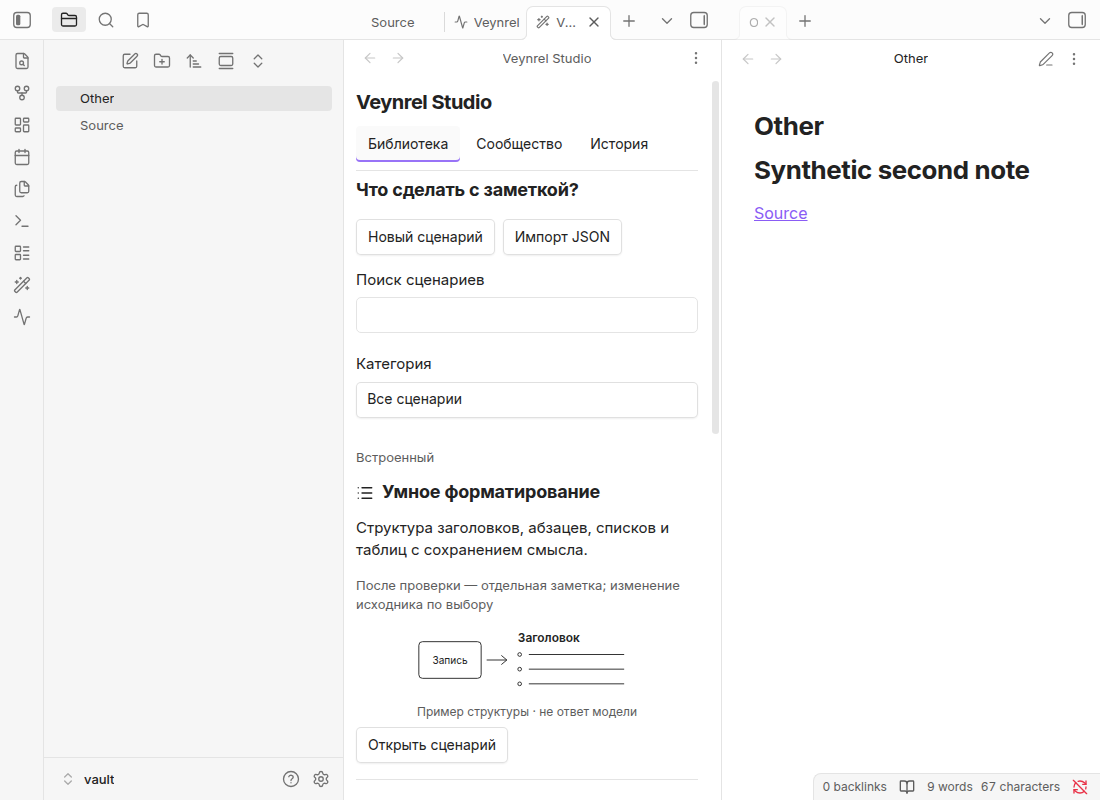 Source
Veynrel
V...
O
Other
Source
vault
Veynrel Studio
Veynrel Studio
Библиотека
Сообщество
История
Что сделать с заметкой?
Новый сценарий
Импорт JSON
Поиск сценариев
Категория
Все сценарии
Встроенный
Умное форматирование
Структура заголовков, абзацев, списков и
таблиц с сохранением смысла.
После проверки — отдельная заметка; изменение
исходника по выбору
Запись
Заголовок
Пример структуры · не ответ модели
Открыть сценарий
Other
Other
Synthetic second note
Source
0 backlinks
9 words
67 characters